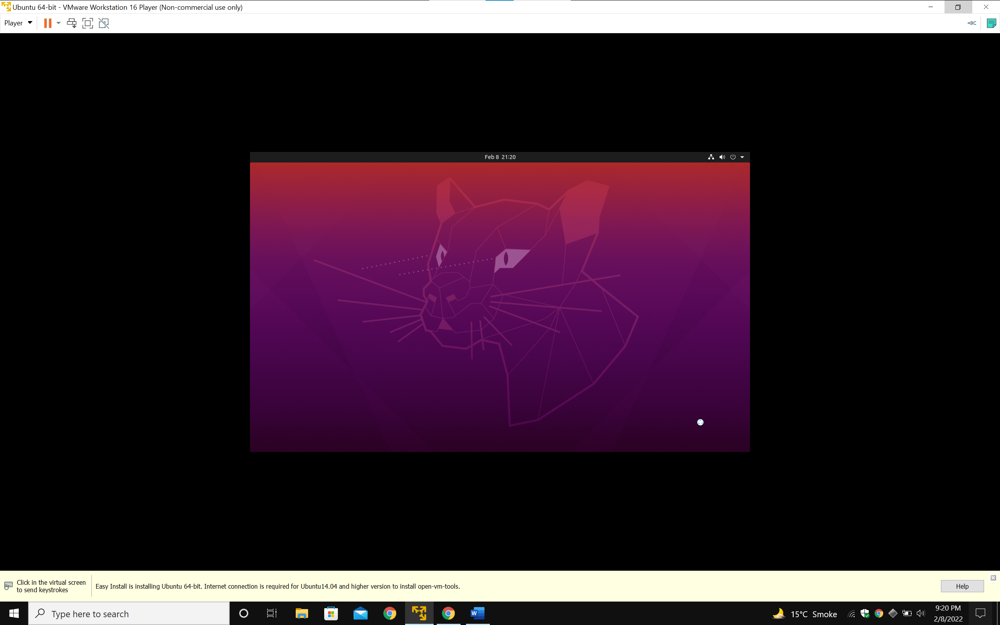 Ubuntu 64-bit - VMware Workstation 16 Player (Non-commercial use only)
Player
Feb 8 21:20
Click in the virtual screen
to send keystrokes
Easy Install is installing Ubuntu 64-bit. Internet connection is required for Ubuntu14.04 and higher version to install open-vm-tools.
Help
Type here to search
W
15°C Smoke
9:20 PM
2/8/2022